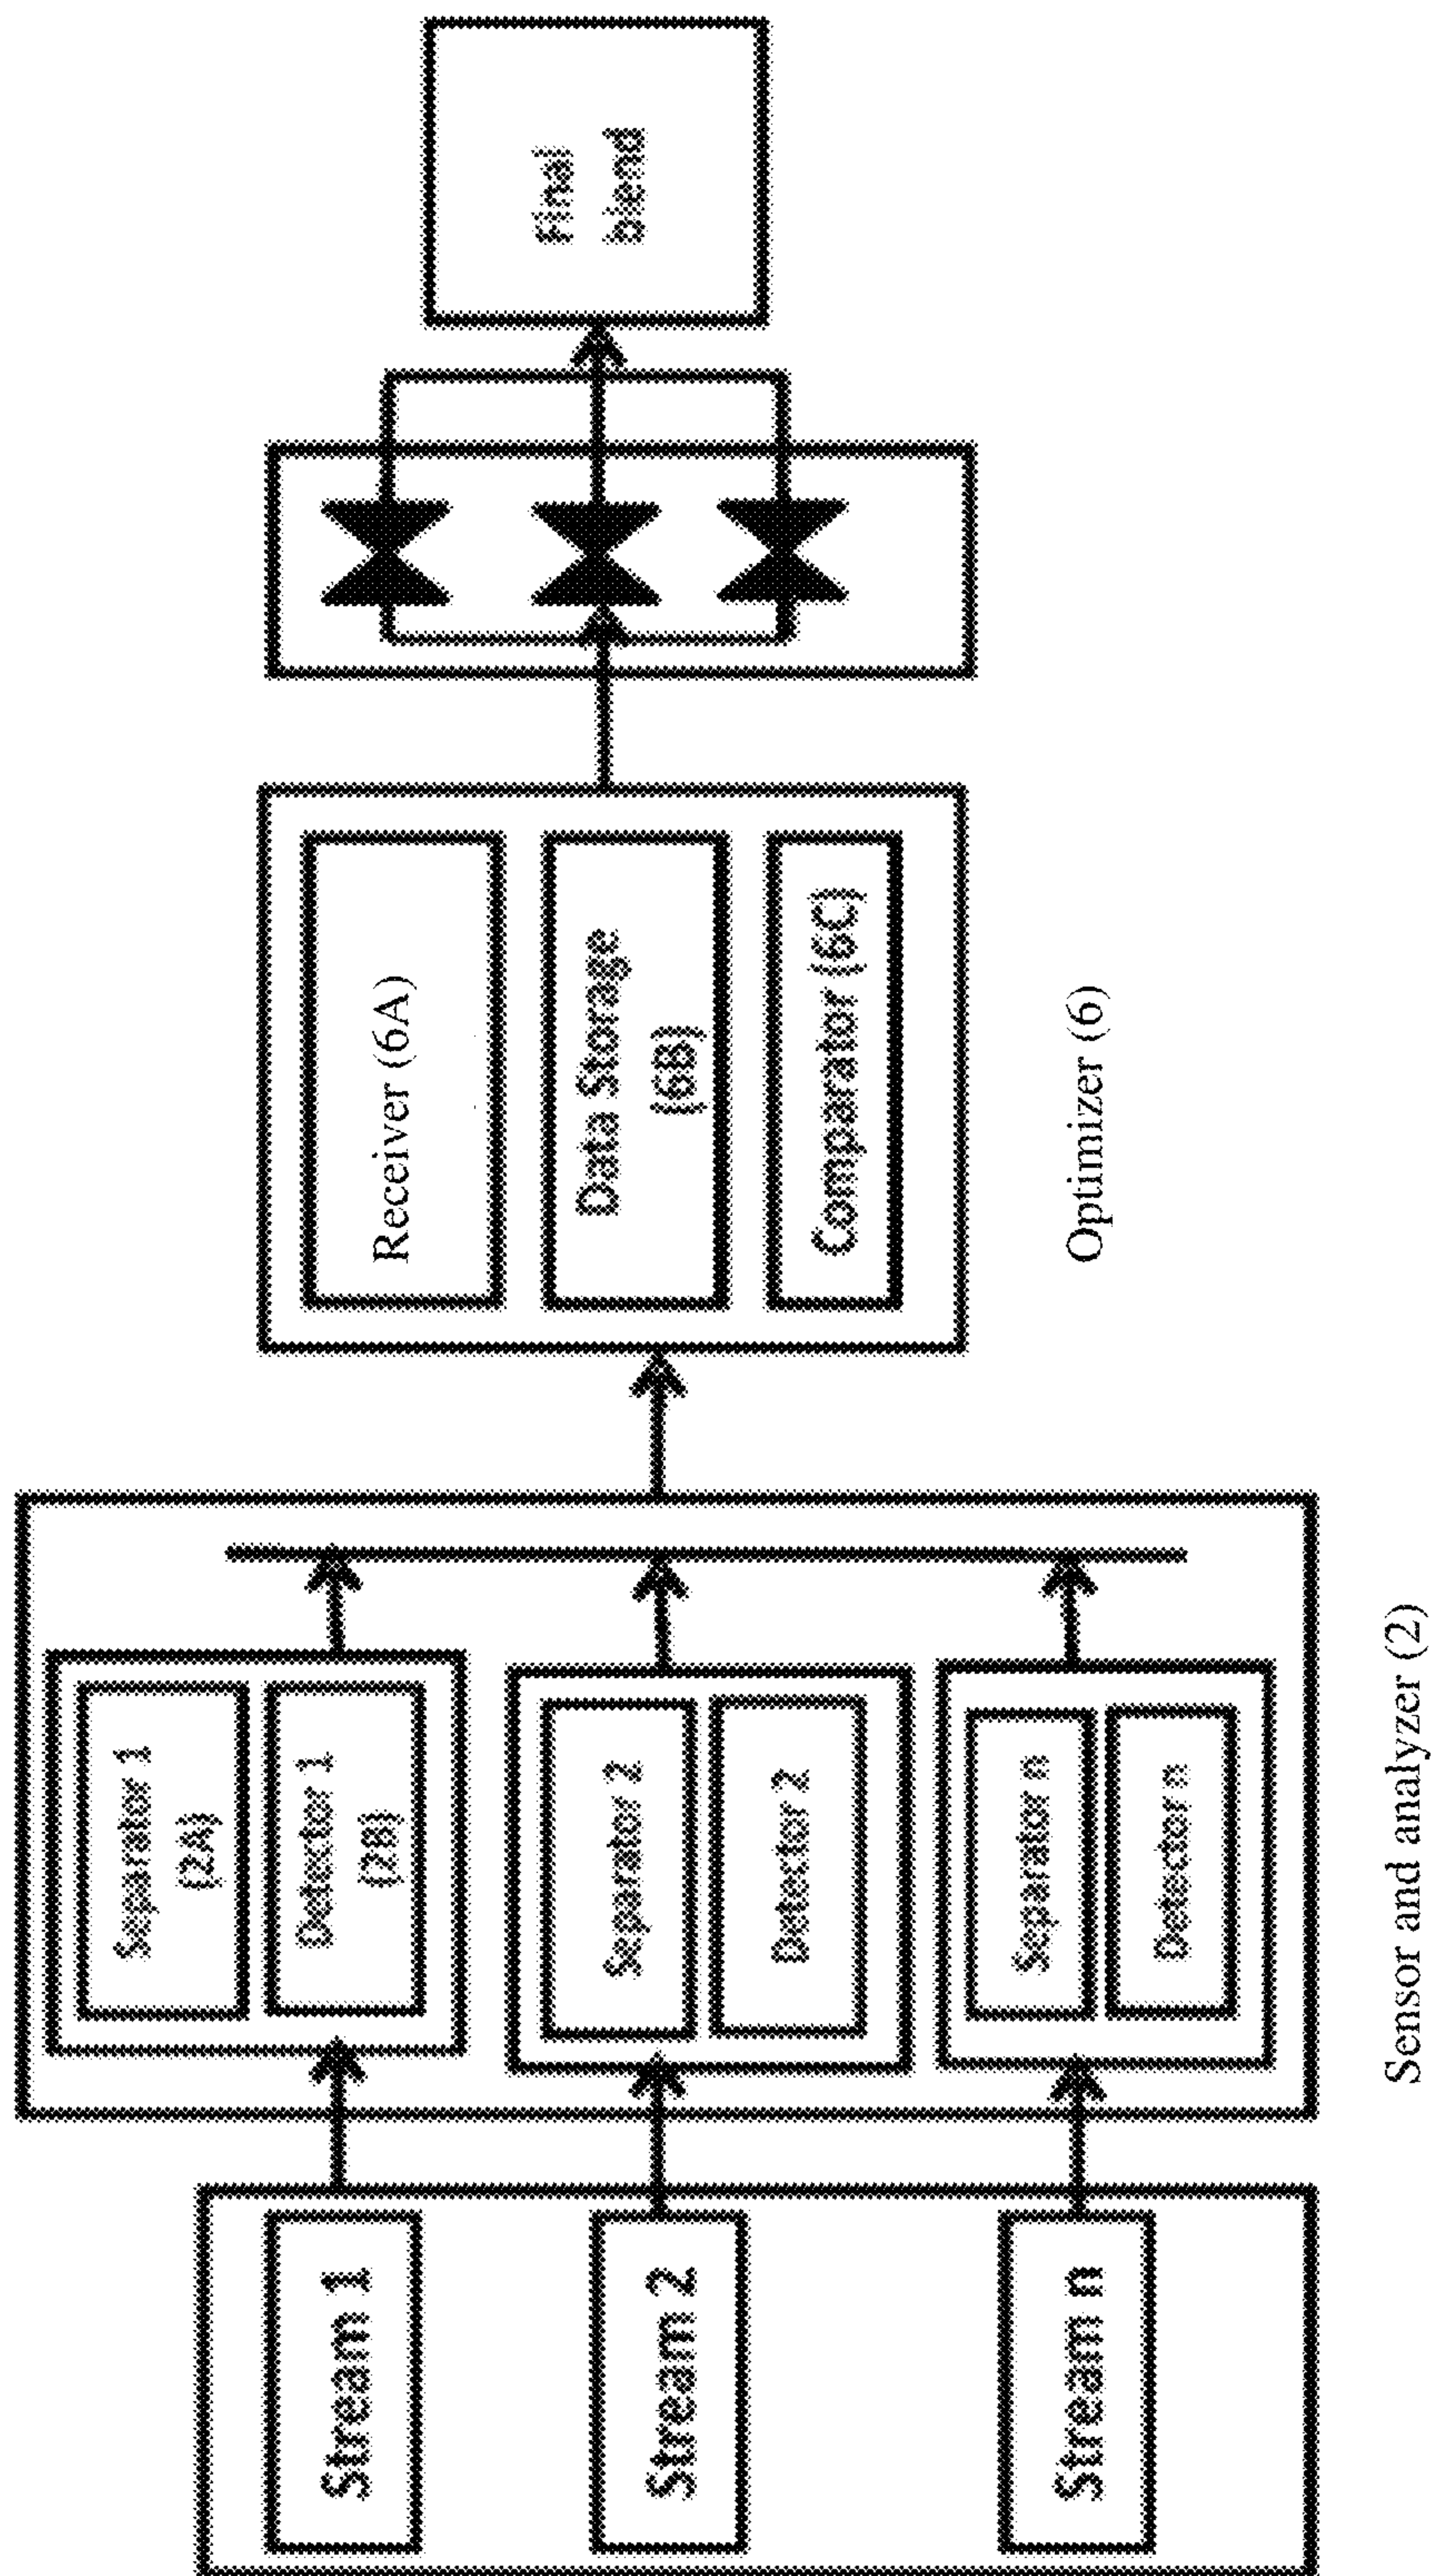 Stream 1
Stream 2
Stream n
Separator 1
(2A)
Detector 1
(2B)
Separator 2
Detector 2
Separator n
Detector n
Sensor and analyzer (2)
Receiver (6A)
Data Storage
(6B)
Comparator (6C)
Optimizer (6)
Final
blend